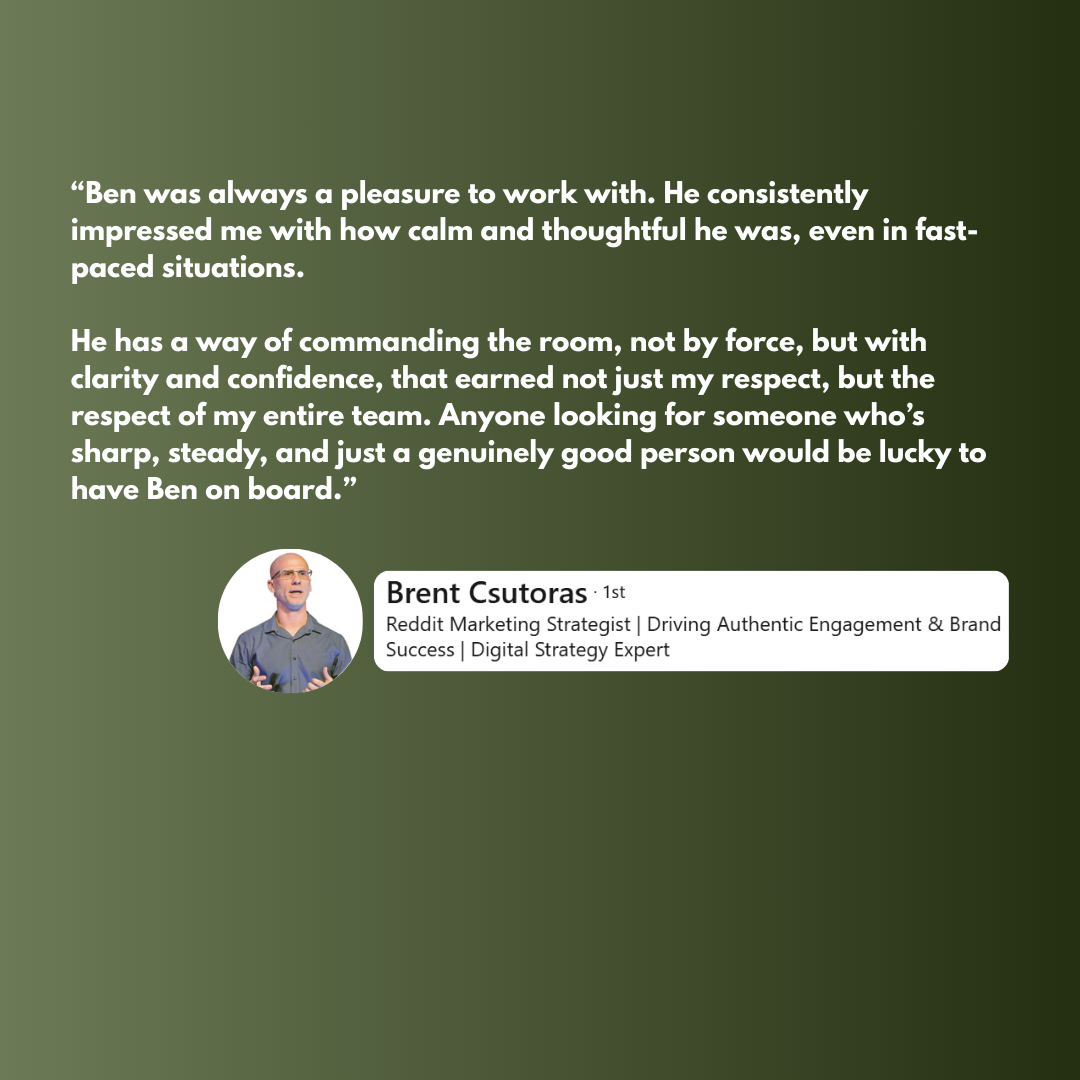 “Ben was always a pleasure to work with. He consistently
impressed me with how calm and thoughtful he was, even in fast-
paced situations.
He has a way of commanding the room, not by force, but with
clarity and confidence, that earned not just my respect, but the
respect of my entire team. Anyone looking for someone who’s
sharp, steady, and just a genuinely good person would be lucky to
have Ben on board.”
Brent Csutoras · 1st
Reddit Marketing Strategist | Driving Authentic Engagement & Brand
Success | Digital Strategy Expert